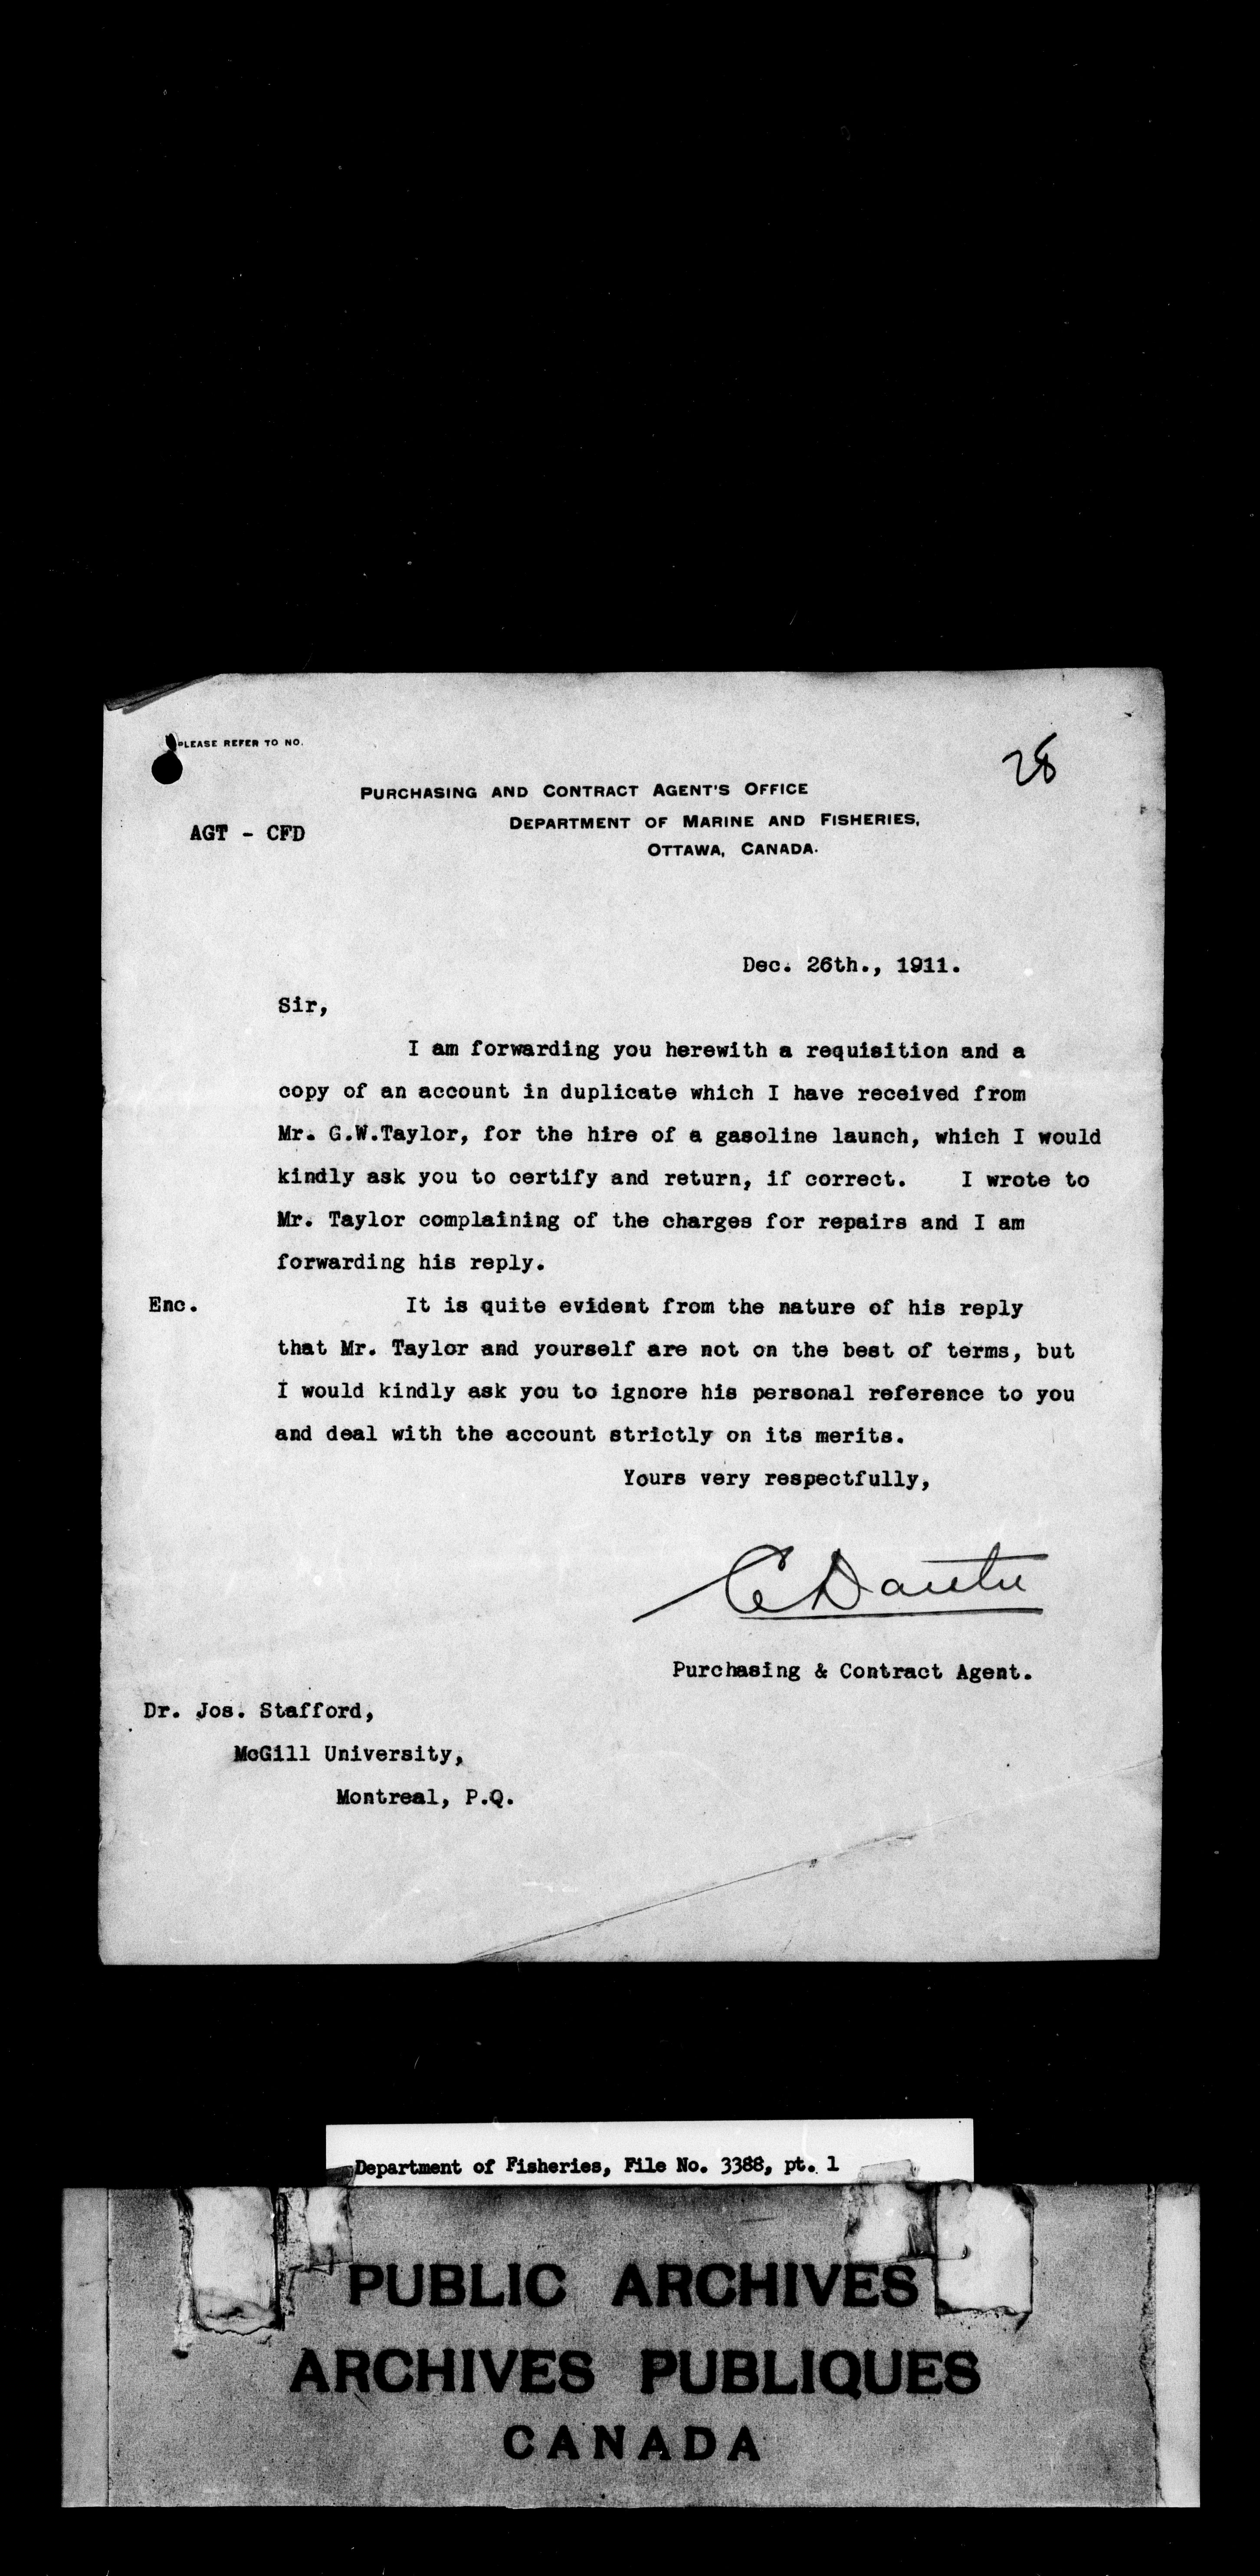 PLEASE REFER TO NO.
28
PURCHASING AND CONTRACT AGENT'S OFFICE
DEPARTMENT OF MARINE AND FISHERIES,
OTTAWA, CANADA.
AGT - CFD
Dec. 26th., 1911.
Sir,
I am forwarding you herewith a requisition and a
copy of an account in duplicate which I have received from
Mr. G.W.Taylor, for the hire of a gasoline launch, which I would
kindly ask you to certify and return, if correct. I wrote to
Mr. Taylor complaining of the charges for repairs and I am
forwarding his reply.
Enc. It is quite evident from the nature of his reply
that Mr. Taylor and yourself are not on the best of terms, but
I would kindly ask you to ignore his personal reference to you
and deal with the account strictly on its merits.
Yours very respectfully,
Purchasing & Contract Agent.
Dr. Jos. Stafford,
McGill University,
Montreal, P.Q.
Department of Fisheries, File No. 3388, pt. 1
PUBLIC ARCHIVES
ARCHIVES PUBLIQUES
CANADA